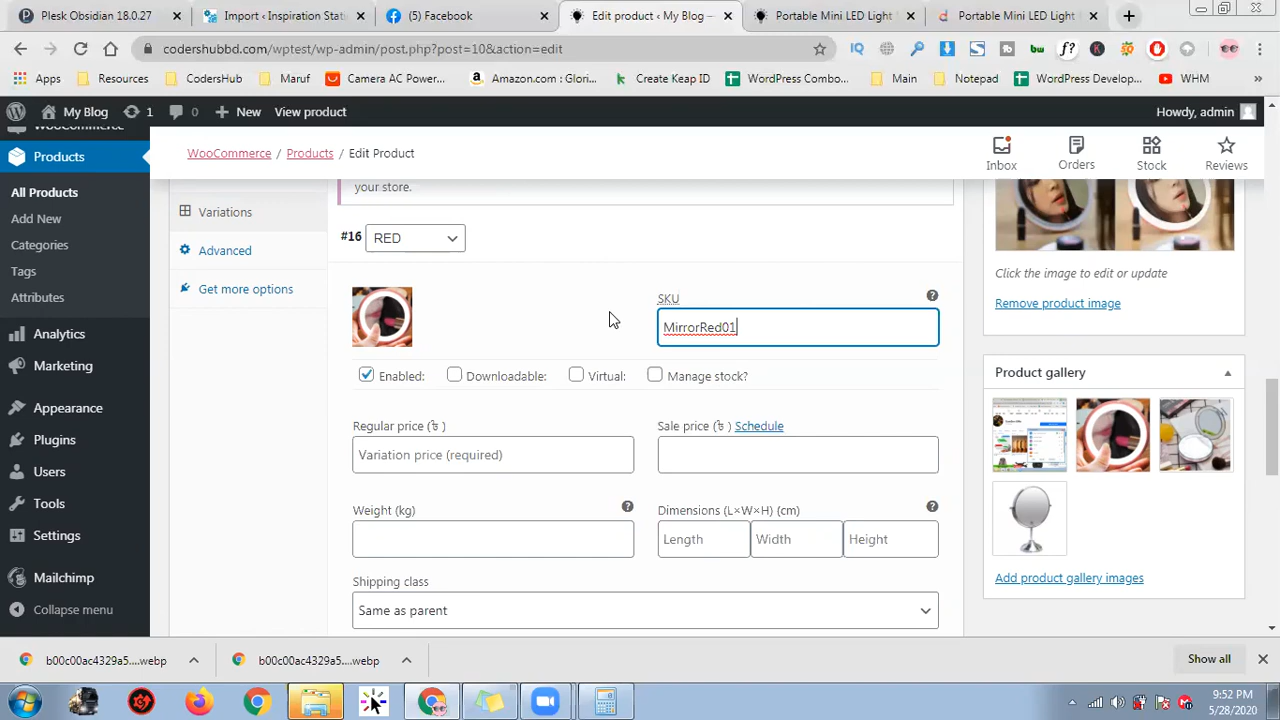 Plesk Obsidian 18.0.27
Import ‹ Inspiration Stati
(5) Facebook
Edit product ‹ My Blog —
Portable Mini LED Light
Portable Mini LED Light
codershubbd.com/wptest/wp-admin/post.php?post=10&action=edit
Apps
Resources
CodersHub
Maruf
Camera AC Powe...
Amazon.com : Glori...
Create Keap ID
WordPress Combo...
Main
Notepad
WordPress Develop...
WHM
My Blog
1
0
New
View product
Howdy, admin
WooCommerce
Products
All Products
Add New
Categories
Tags
Attributes
Analytics
Marketing
Appearance
Plugins
Users
Tools
Settings
Mailchimp
Collapse menu
WooCommerce / Products / Edit Product
Inbox
Orders
Stock
Reviews
your store.
Variations
Advanced
Get more options
#16 RED
SKU
MirrorRed01
Enabled:
Downloadable:
Virtual:
Manage stock?
Regular price (৳ )
Variation price (required)
Sale price (৳ ) Schedule
Weight (kg)
Dimensions (L×W×H) (cm)
Length
Width
Height
Shipping class
Same as parent
Click the image to edit or update
Remove product image
Product gallery
Add product gallery images
b00c00ac4329a5....webp
b00c00ac4329a5....webp
Show all
9:52 PM
5/28/2020